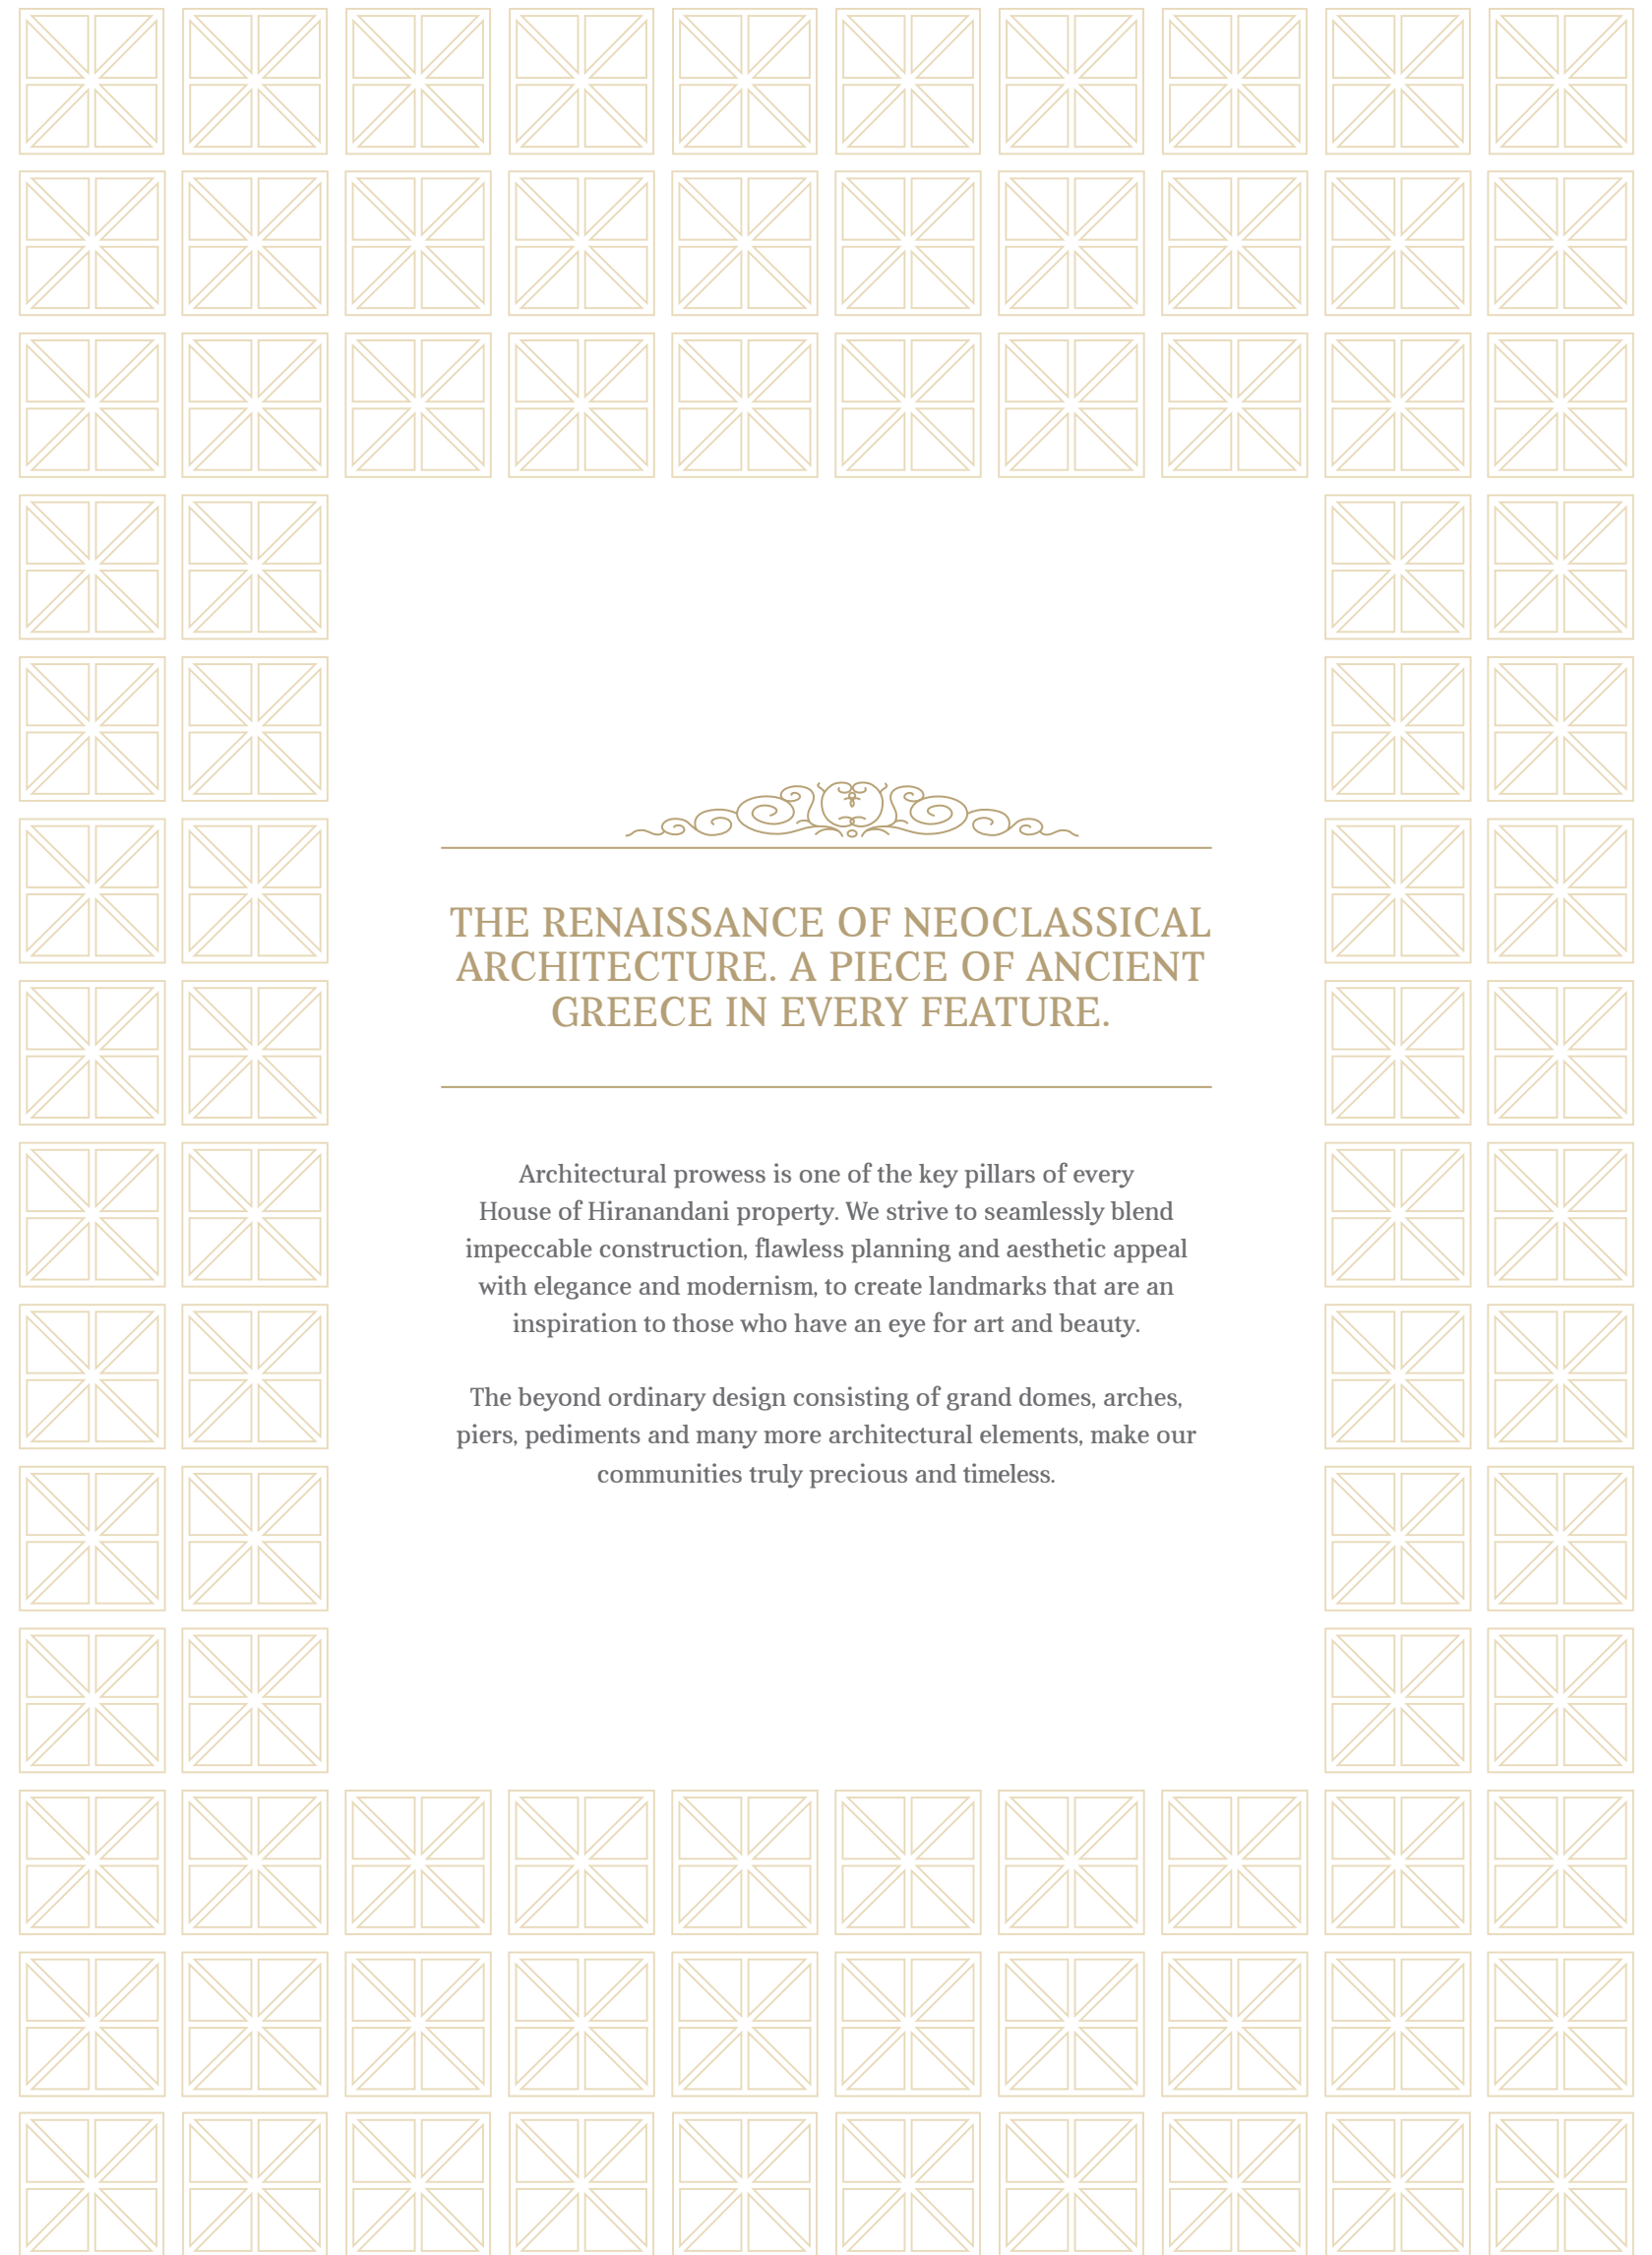 THE RENAISSANCE OF NEOCLASSICAL
ARCHITECTURE. A PIECE OF ANCIENT
GREECE IN EVERY FEATURE.
Architectural prowess is one of the key pillars of every
House of Hiranandani property. We strive to seamlessly blend
impeccable construction, flawless planning and aesthetic appeal
with elegance and modernism, to create landmarks that are an
inspiration to those who have an eye for art and beauty.
The beyond ordinary design consisting of grand domes, arches,
piers, pediments and many more architectural elements, make our
communities truly precious and timeless.